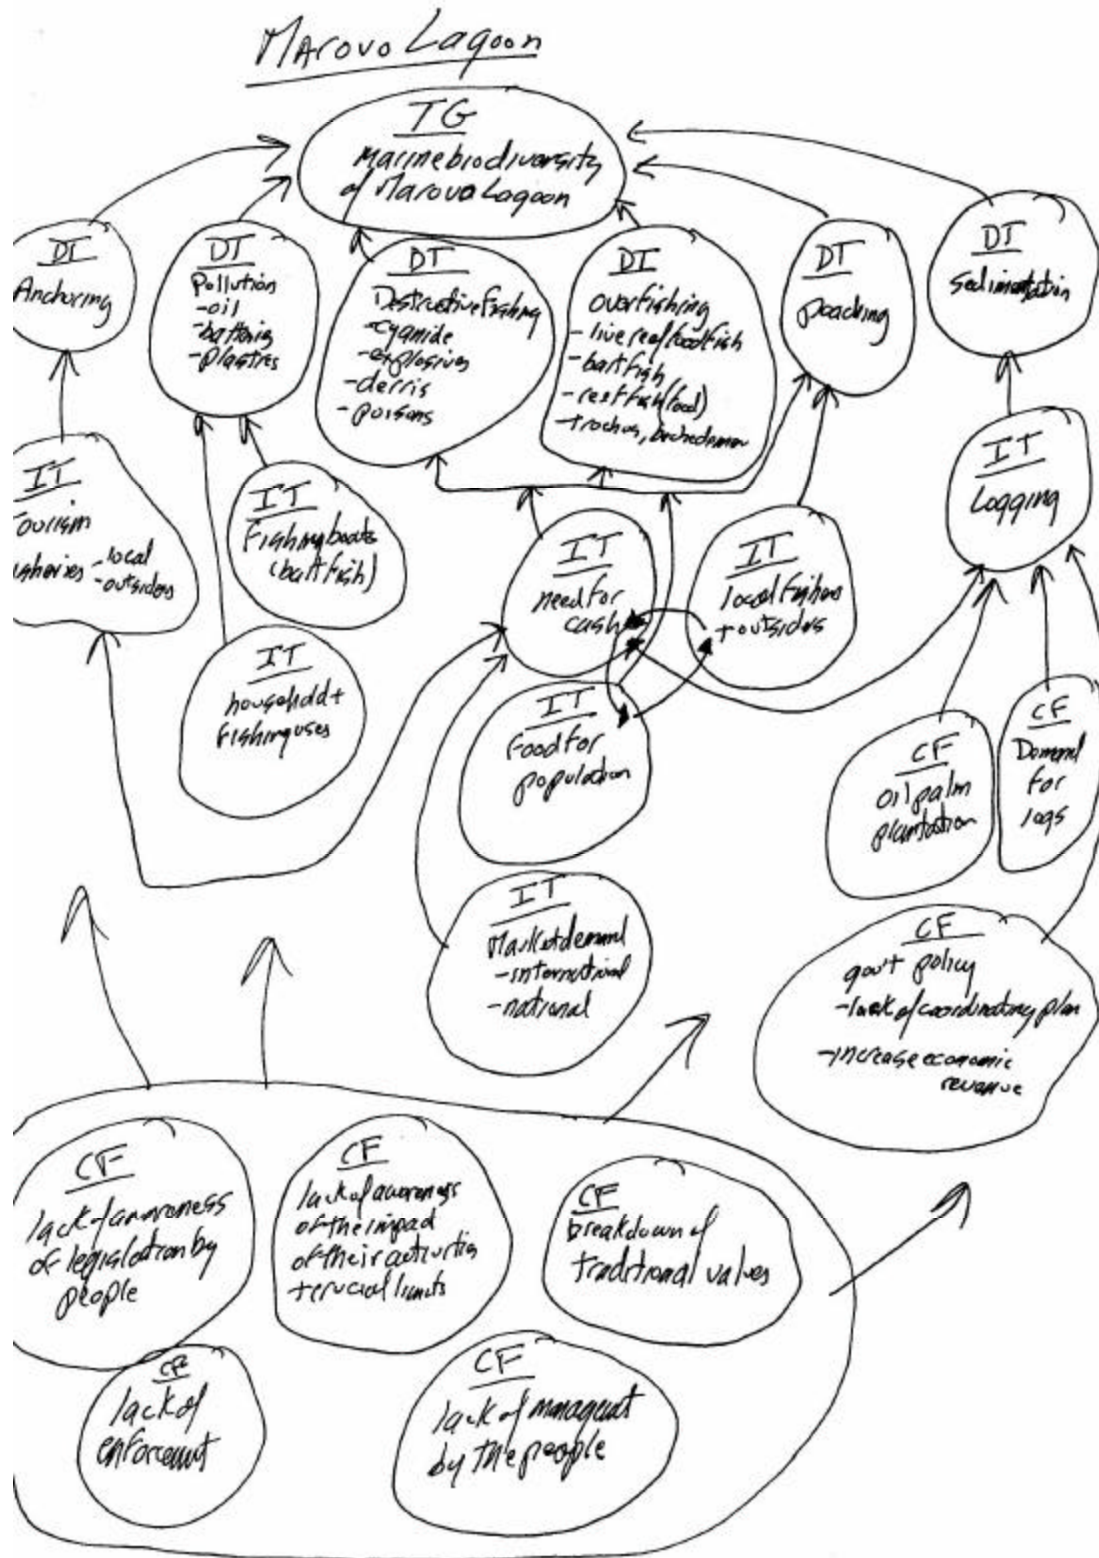 Marovo Lagoon
TG
Marine biodiversity
of Marovo Lagoon
DT
Anchoring
DT
Pollution
-oil
-batteries
-plastics
DT
Destructive fishing
-cyanide
-explosives
-derris
-poisons
DT
overfishing
-live reef food fish
-baitfish
-reef fish (food)
-trochus,
DT
poaching
DT
Sedimentation
IT
Tourism
-local
-outsiders
IT
Fishing boats
(baitfish)
IT
household +
fishing uses
IT
need for
cash
IT
local fishers
+ outsiders
IT
Logging
IT
Food for
population
IT
Market demand
-international
-national
CF
oil palm
plantation
CF
Demand
for
logs
CF
gov't policy
-lack of coordinating plan
-increase economic
revenue
CF
lack of awareness
of legislation by
people
CF
lack of awareness
of the impact
of their activities
CF
breakdown of
traditional values
CF
lack of
enforcement
CF
lack of
by the people